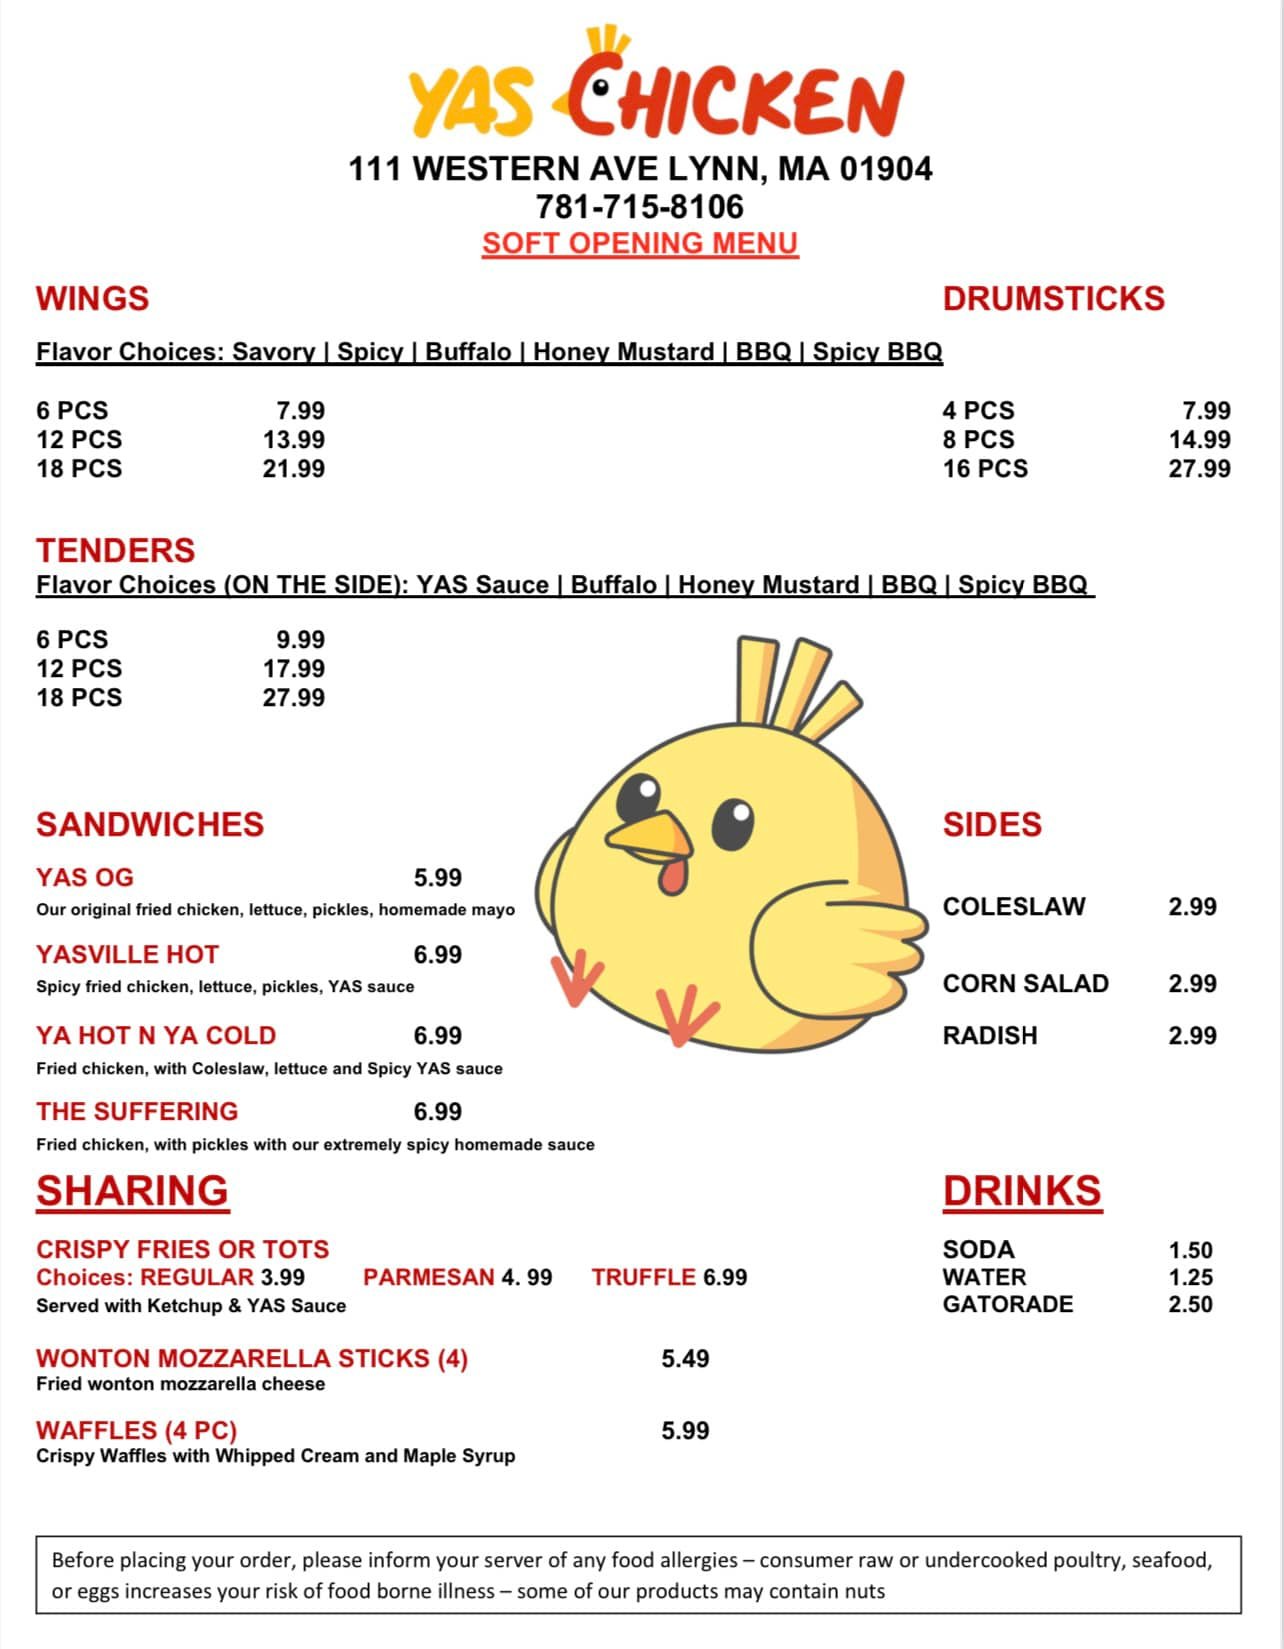 YAS CHICKEN
111 WESTERN AVE LYNN, MA 01904
781-715-8106
SOFT OPENING MENU
WINGS
DRUMSTICKS
Flavor Choices: Savory | Spicy | Buffalo | Honey Mustard | BBQ | Spicy BBQ
6 PCS 7.99
12 PCS 13.99
18 PCS 21.99
4 PCS 7.99
8 PCS 14.99
16 PCS 27.99
TENDERS
Flavor Choices (ON THE SIDE): YAS Sauce | Buffalo | Honey Mustard | BBQ | Spicy BBQ
6 PCS 9.99
12 PCS 17.99
18 PCS 27.99
SANDWICHES
YAS OG 5.99
Our original fried chicken, lettuce, pickles, homemade mayo
YASVILLE HOT 6.99
Spicy fried chicken, lettuce, pickles, YAS sauce
YA HOT N YA COLD 6.99
Fried chicken, with Coleslaw, lettuce and Spicy YAS sauce
THE SUFFERING 6.99
Fried chicken, with pickles with our extremely spicy homemade sauce
SIDES
COLESLAW 2.99
CORN SALAD 2.99
RADISH 2.99
SHARING
CRISPY FRIES OR TOTS
Choices: REGULAR 3.99 PARMESAN 4. 99 TRUFFLE 6.99
Served with Ketchup & YAS Sauce
WONTON MOZZARELLA STICKS (4) 5.49
Fried wonton mozzarella cheese
WAFFLES (4 PC) 5.99
Crispy Waffles with Whipped Cream and Maple Syrup
DRINKS
SODA 1.50
WATER 1.25
GATORADE 2.50
Before placing your order, please inform your server of any food allergies – consumer raw or undercooked poultry, seafood,
or eggs increases your risk of food borne illness – some of our products may contain nuts